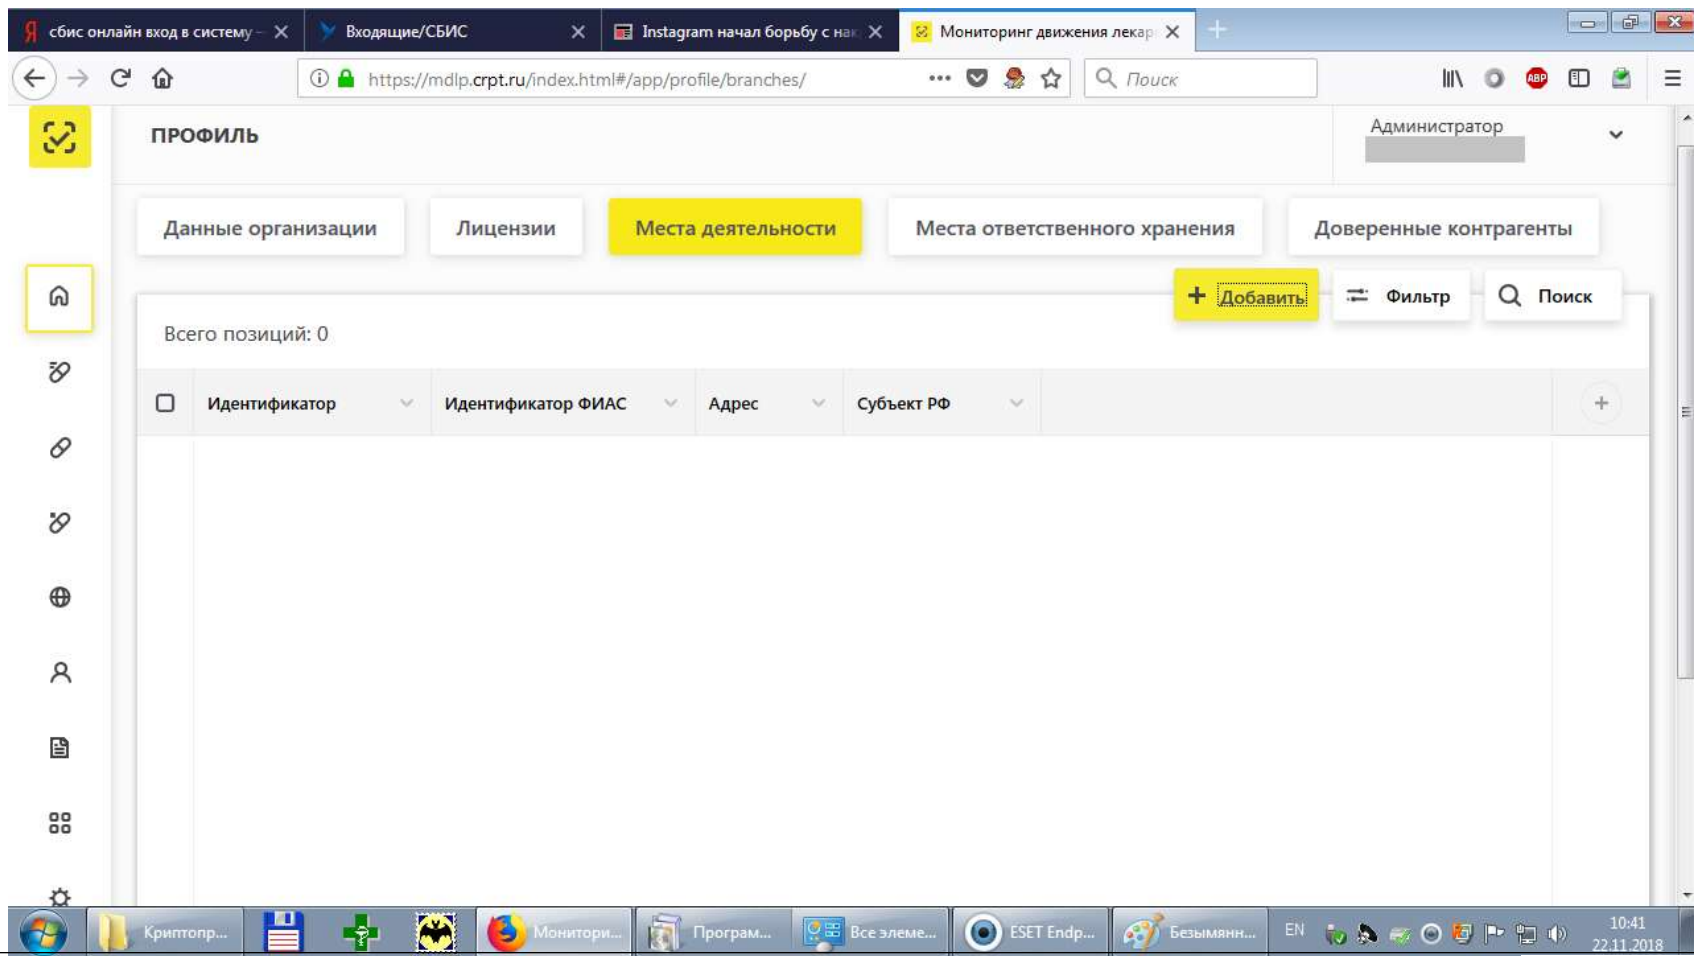 сбис онлайн вход в систему —
Входящие/СБИС
Instagram начал борьбу с нак
Мониторинг движения лекар
https://mdlp.crpt.ru/index.html#/app/profile/branches/
Поиск
ABP
ПРОФИЛЬ
Администратор
Данные организации
Лицензии
Места деятельности
Места ответственного хранения
Доверенные контрагенты
+ Добавить
Фильтр
Поиск
Всего позиций: 0
Идентификатор
Идентификатор ФИАС
Адрес
Субъект РФ
Криптопр...
Монитори...
Програм...
Все элеме...
ESET Endp...
Безымянн...
EN
10:41
22.11.2018